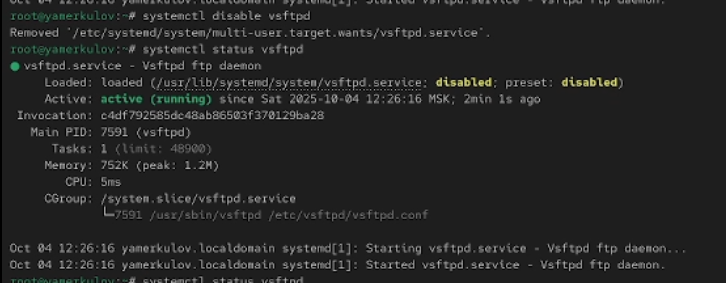 Oct 04 12:26:16 yamerkulov.localdomain systemd[1]: Started vsftpd.service - Vsftpd ftp daemon.
root@yamerkulov:~# systemctl disable vsftpd
Removed '/etc/systemd/system/multi-user.target.wants/vsftpd.service'.
root@yamerkulov:~# systemctl status vsftpd
● vsftpd.service - Vsftpd ftp daemon
Loaded: loaded (/usr/lib/systemd/system/vsftpd.service; disabled; preset: disabled)
Active: active (running) since Sat 2025-10-04 12:26:16 MSK; 2min 1s ago
Invocation: c4df792585dc48ab86503f370129ba28
Main PID: 7591 (vsftpd)
Tasks: 1 (limit: 48900)
Memory: 752K (peak: 1.2M)
CPU: 5ms
CGroup: /system.slice/vsftpd.service
└─7591 /usr/sbin/vsftpd /etc/vsftpd/vsftpd.conf
Oct 04 12:26:16 yamerkulov.localdomain systemd[1]: Starting vsftpd.service - Vsftpd ftp daemon...
Oct 04 12:26:16 yamerkulov.localdomain systemd[1]: Started vsftpd.service - Vsftpd ftp daemon.
root@yamerkulov:~# systemctl status vsftpd